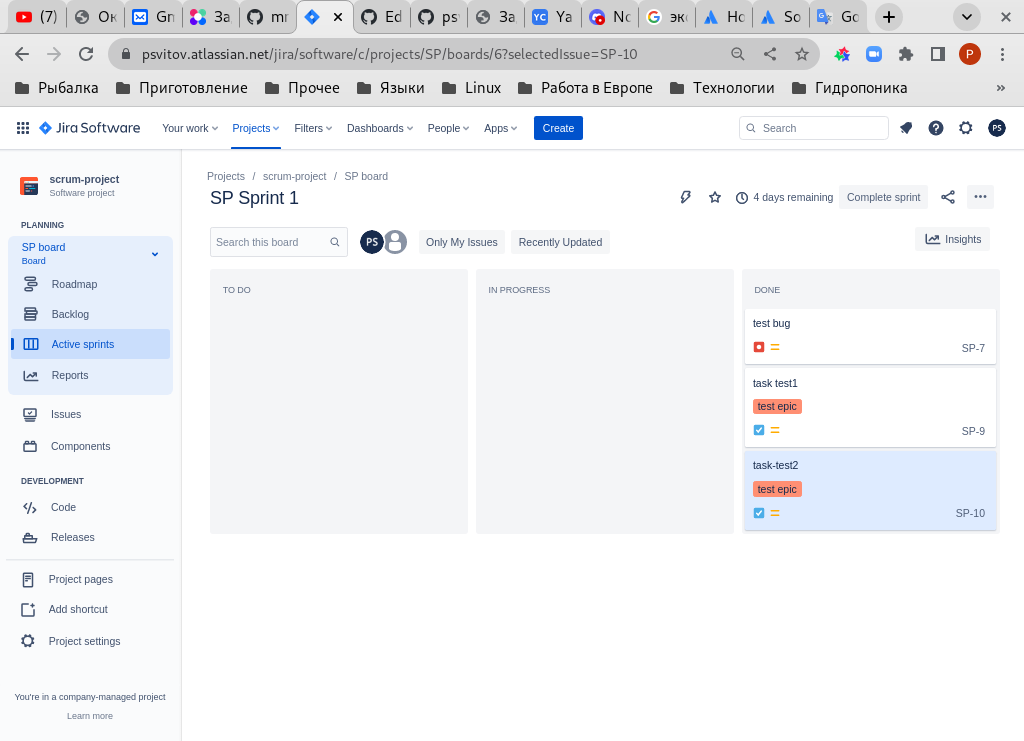 (7)
Ок
Gm
За
mr
Ed
ps
За
YC Ya
Nc
эко
Ho
So
Go
psvitov.atlassian.net/jira/software/c/projects/SP/boards/6?selectedIssue=SP-10
P
Рыбалка Приготовление Прочее Языки Linux Работа в Европе Технологии Гидропоника »
Jira Software Your work Projects Filters Dashboards People Apps Create Search PS
scrum-project
Software project
PLANNING
SP board
Board
Roadmap
Backlog
Active sprints
Reports
Issues
Components
DEVELOPMENT
Code
Releases
Project pages
Add shortcut
Project settings
You're in a company-managed project
Learn more
Projects / scrum-project / SP board
SP Sprint 1
4 days remaining Complete sprint
Search this board PS Only My Issues Recently Updated Insights
TO DO IN PROGRESS DONE
test bug
SP-7
task test1
test epic
SP-9
task-test2
test epic
SP-10